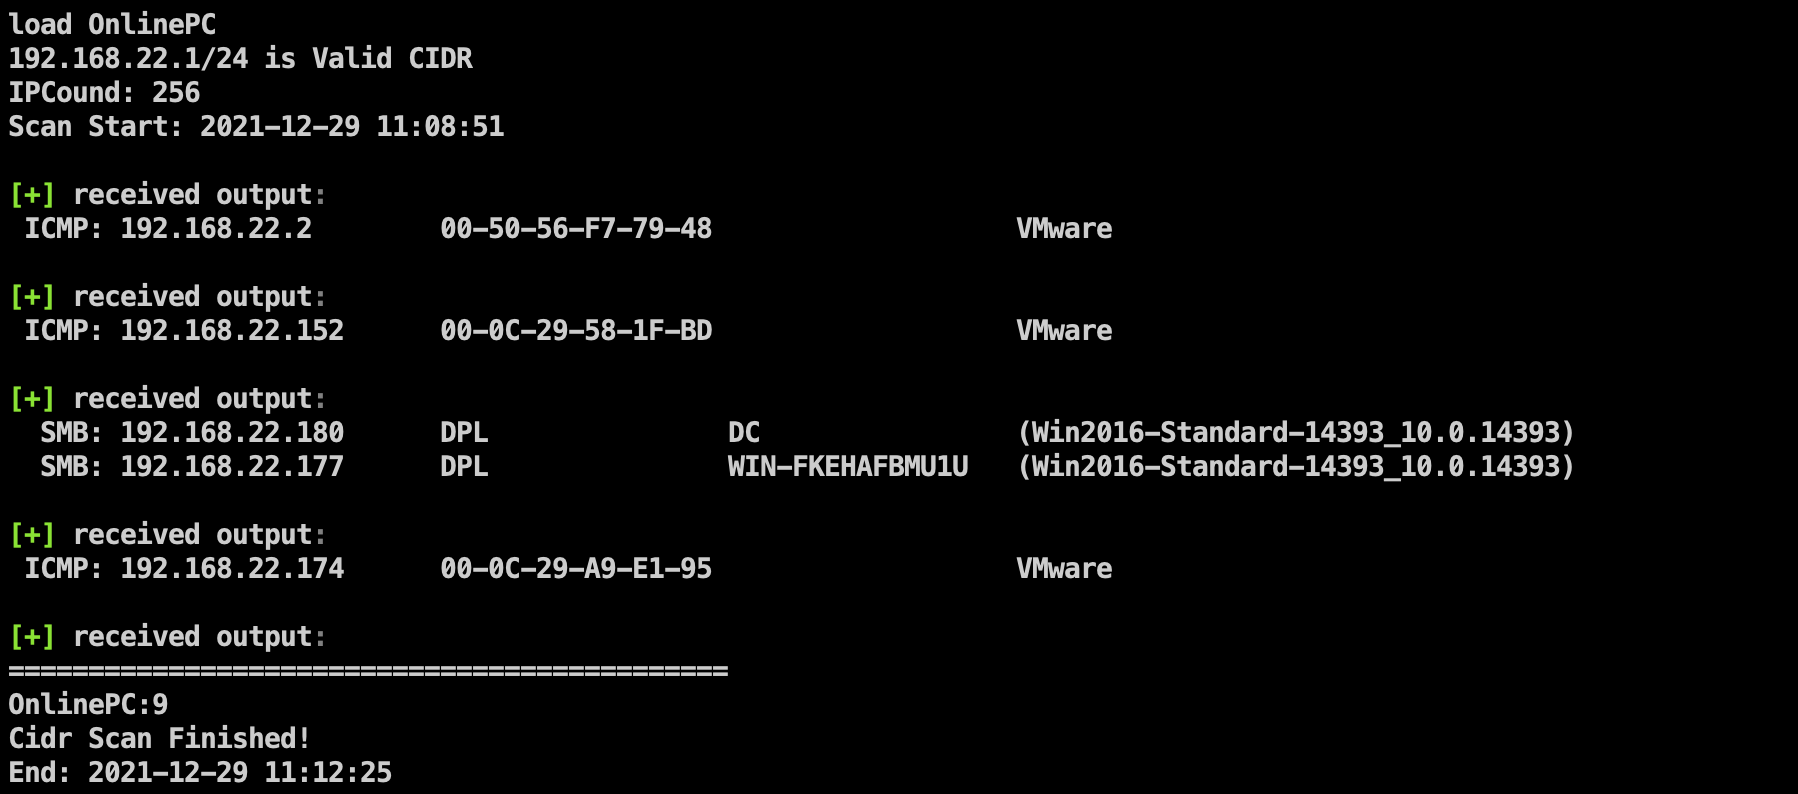 load OnlinePC
192.168.22.1/24 is Valid CIDR
IPCound: 256
Scan Start: 2021-12-29 11:08:51
[+] received output:
ICMP: 192.168.22.2 00-50-56-F7-79-48 VMware
[+] received output:
ICMP: 192.168.22.152 00-0C-29-58-1F-BD VMware
[+] received output:
SMB: 192.168.22.180 DPL DC (Win2016-Standard-14393_10.0.14393)
SMB: 192.168.22.177 DPL WIN-FKEHAFBMU1U (Win2016-Standard-14393_10.0.14393)
[+] received output:
ICMP: 192.168.22.174 00-0C-29-A9-E1-95 VMware
[+] received output:
=============================================
OnlinePC:9
Cidr Scan Finished!
End: 2021-12-29 11:12:25